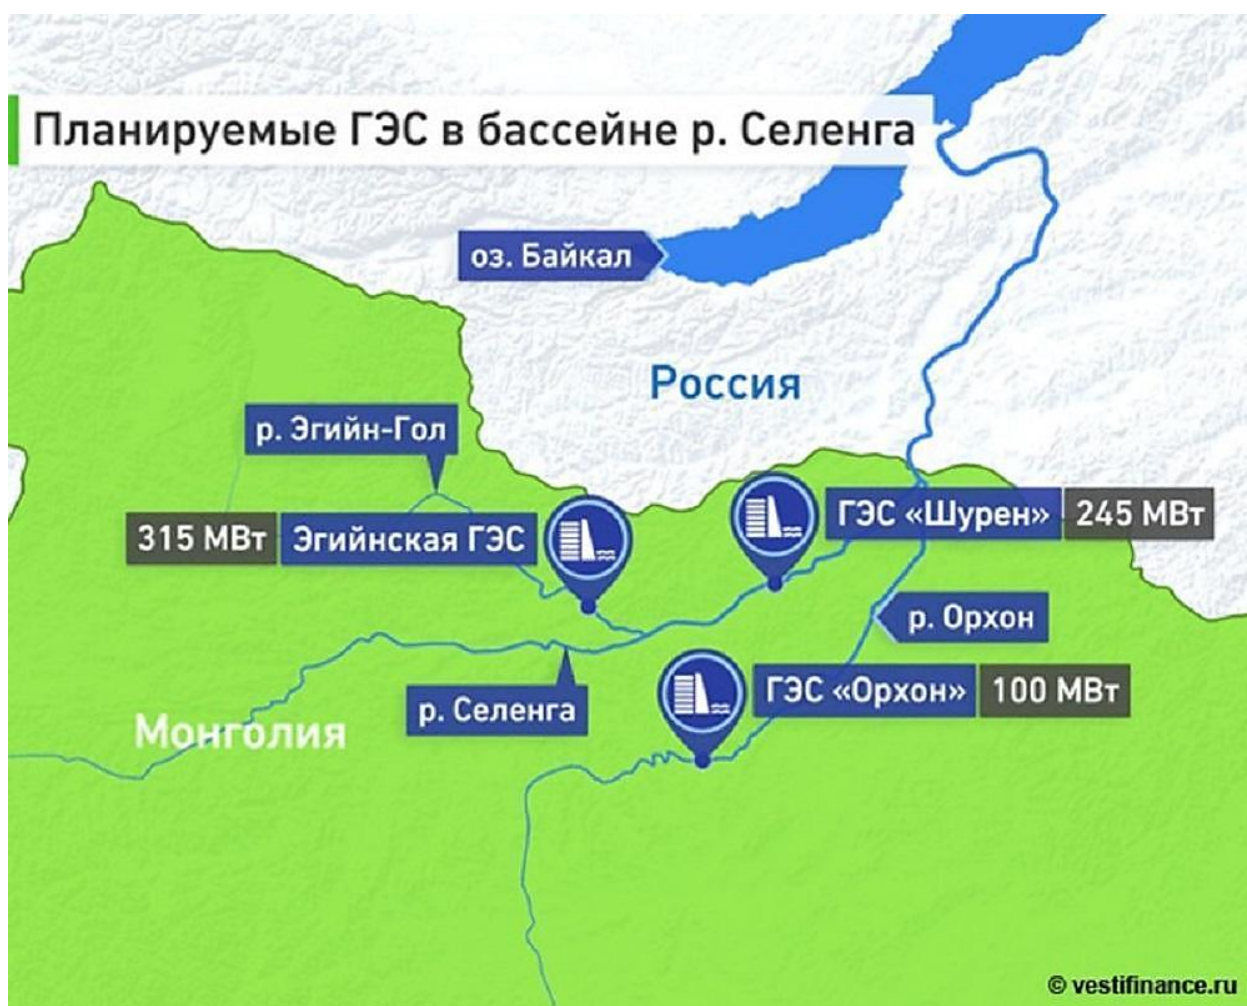 Планируемые ГЭС в бассейне р. Селенга
оз. Байкал
Россия
р. Эгийн-Гол
315 МВт Эгийнская ГЭС
ГЭС «Шурен» 245 МВт
р. Орхон
ГЭС «Орхон» 100 МВт
р. Селенга
Монголия
© vestifinance.ru